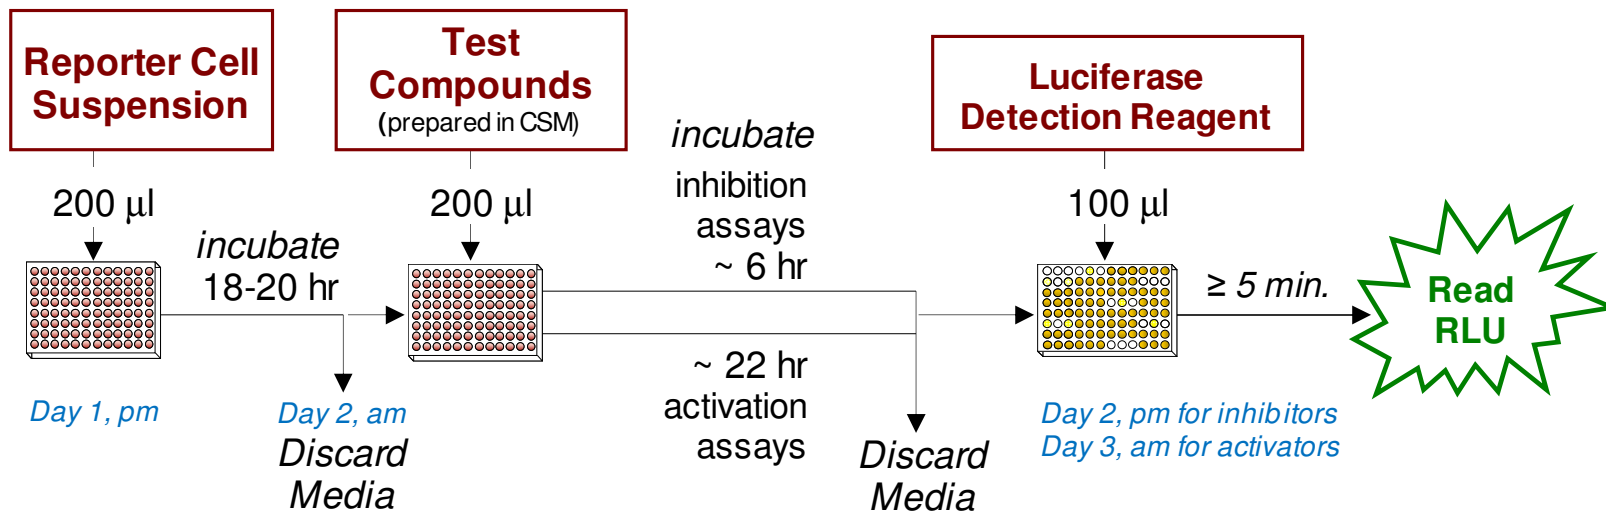 Reporter Cell
Suspension
200 µl
Day 1, pm
incubate
18-20 hr
Day 2, am
Discard
Media
Test
Compounds
(prepared in CSM)
200 µl
incubate
inhibition
assays
~ 6 hr
~ 22 hr
activation
assays
Discard
Media
Luciferase
Detection Reagent
100 µl
Day 2, pm for inhibitors
Day 3, am for activators
≥ 5 min.
Read
RLU